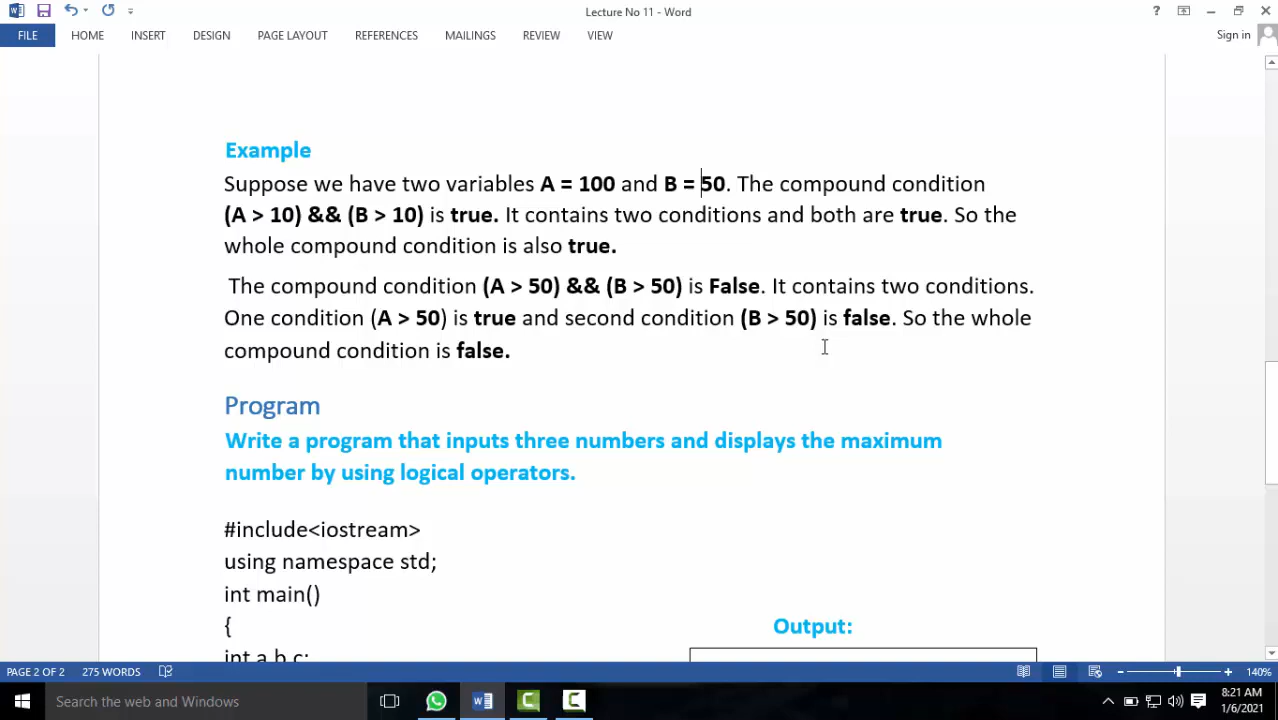 Lecture No 11 - Word
?
FILE HOME INSERT DESIGN PAGE LAYOUT REFERENCES MAILINGS REVIEW VIEW Sign in
Example
Suppose we have two variables A = 100 and B = 50. The compound condition
(A > 10) && (B > 10) is true. It contains two conditions and both are true. So the
whole compound condition is also true.
The compound condition (A > 50) && (B > 50) is False. It contains two conditions.
One condition (A > 50) is true and second condition (B > 50) is false. So the whole
compound condition is false.
Program
Write a program that inputs three numbers and displays the maximum
number by using logical operators.
#include<iostream>
using namespace std;
int main()
{
Output:
int a,b,c;
PAGE 2 OF 2 275 WORDS 140%
Search the web and Windows
8:21 AM
1/6/2021